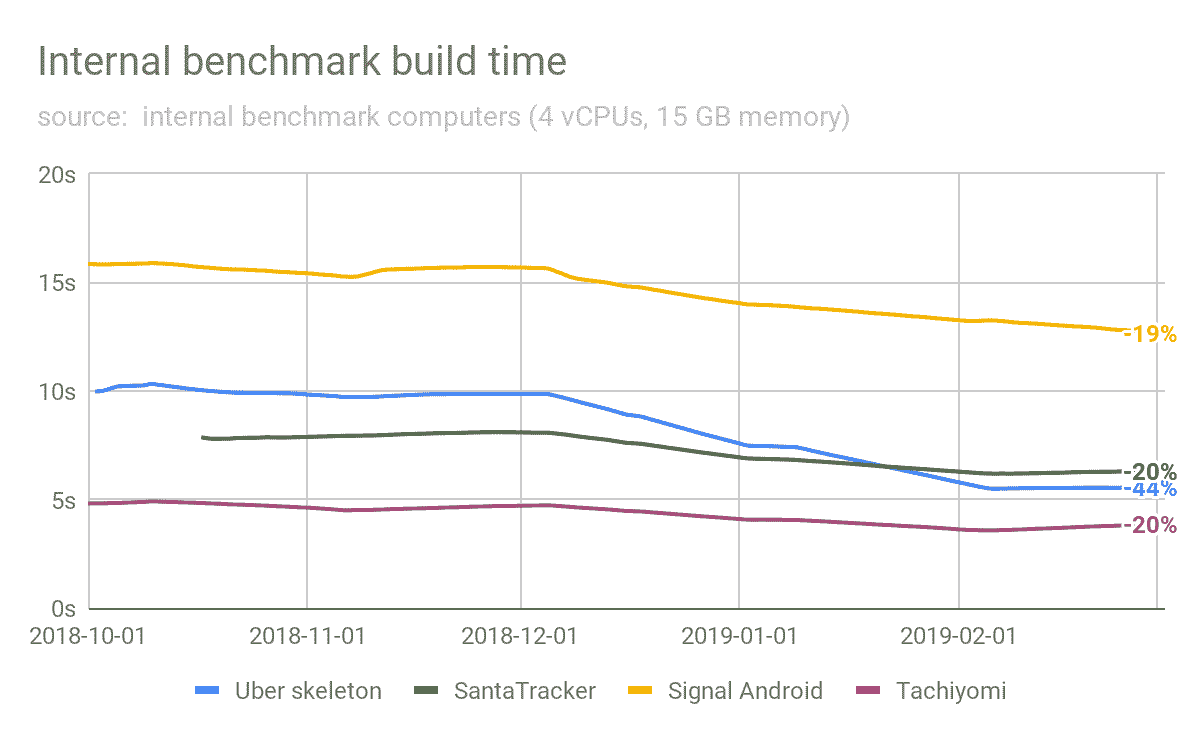 Internal benchmark build time
source: internal benchmark computers (4 vCPUs, 15 GB memory)
20s
15s
10s
5s
0s
-19%
-20%
-44%
-20%
2018-10-01 2018-11-01 2018-12-01 2019-01-01 2019-02-01
Uber skeleton SantaTracker Signal Android Tachiyomi